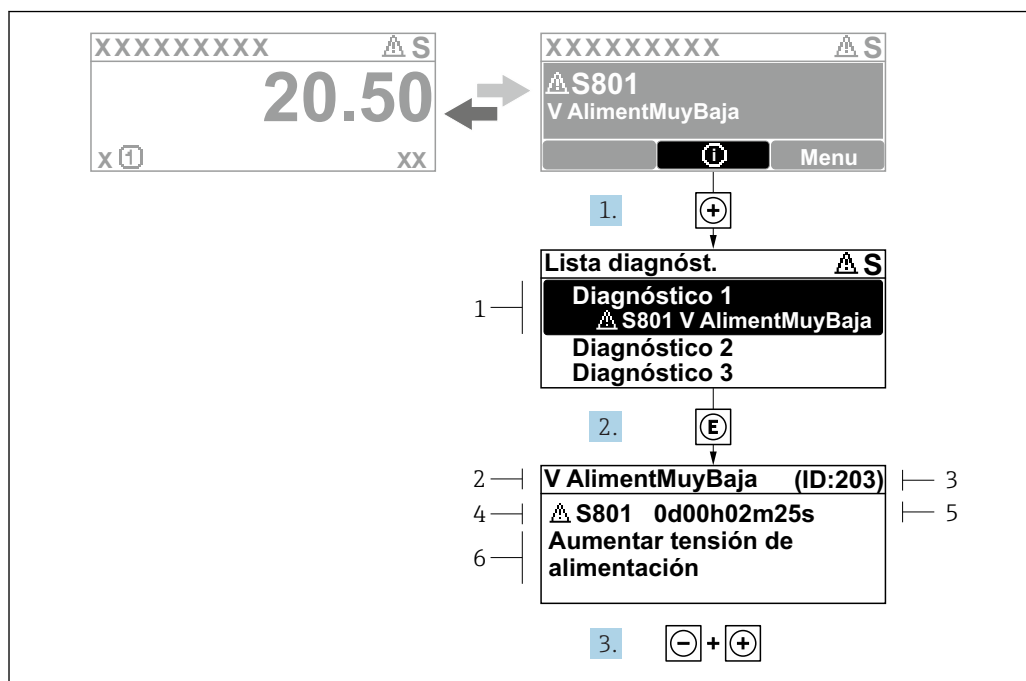 XXXXXXXXX ⚠ S
20.50
x ① xx
XXXXXXXXX ⚠ S
⚠ S801
V AlimentMuyBaja
ⓘ Menu
1. ⊕
Lista diagnóst. ⚠ S
1
Diagnóstico 1
⚠ S801 V AlimentMuyBaja
Diagnóstico 2
Diagnóstico 3
2. Ⓔ
2 V AlimentMuyBaja (ID:203) 3
4 ⚠ S801 0d00h02m25s 5
6
Aumentar tensión de
alimentación
3. ⊖ + ⊕